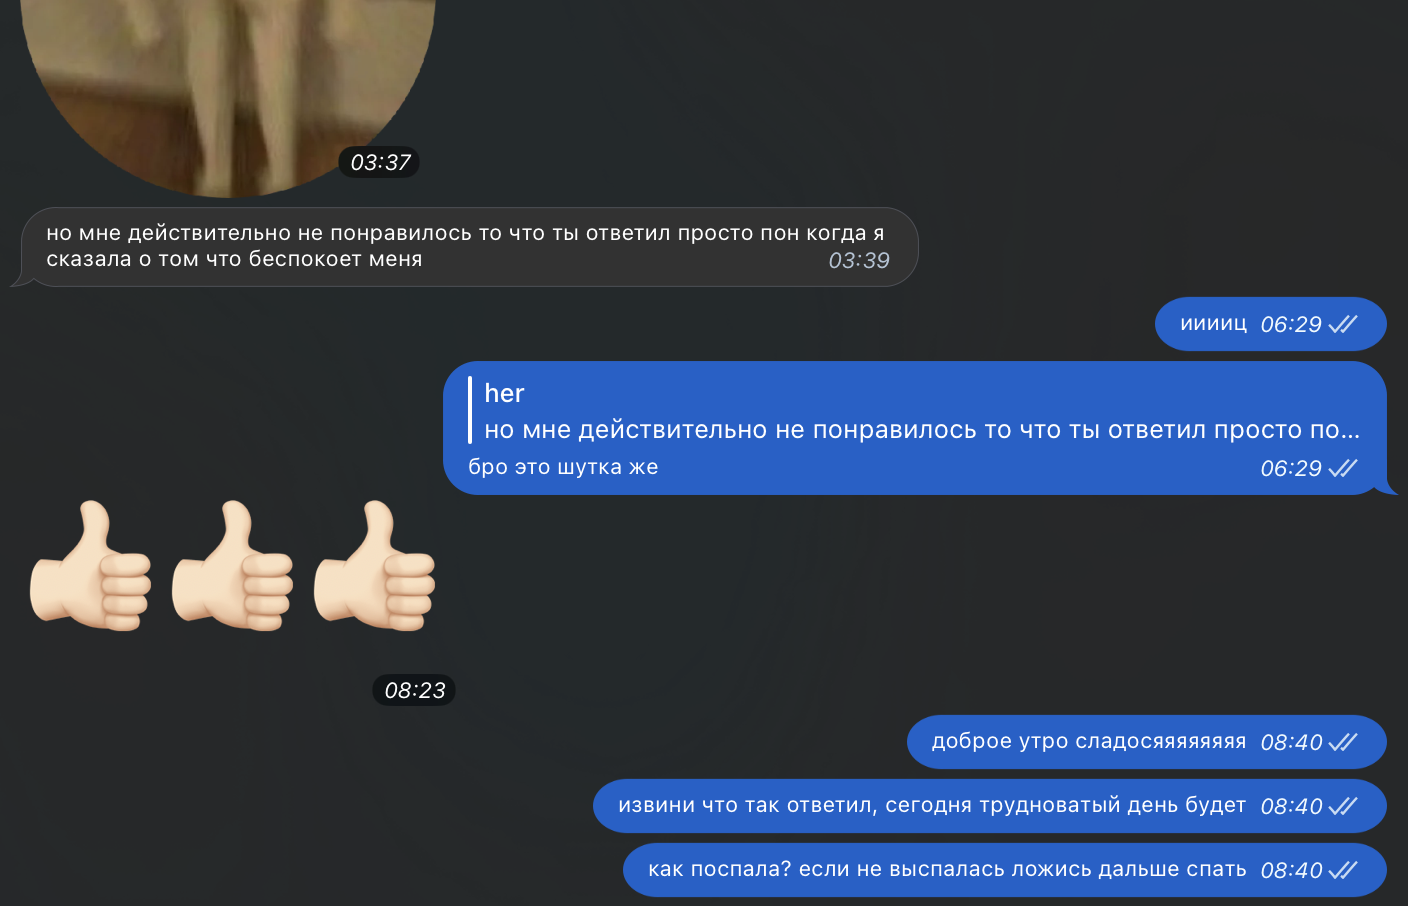 03:37
но мне действительно не понравилось то что ты ответил просто пон когда я
сказала о том что беспокоет меня 03:39
ииииц 06:29
her
но мне действительно не понравилось то что ты ответил просто по...
бро это шутка же 06:29
08:23
доброе утро сладосяяяяяяяя 08:40
извини что так ответил, сегодня трудноватый день будет 08:40
как поспала? если не выспалась ложись дальше спать 08:40